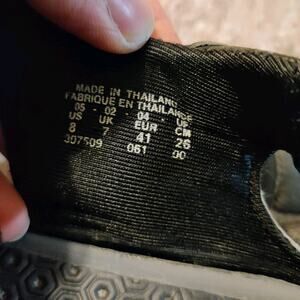 MADE IN THAILAND
FABRIQUE EN THAILANDE
05 - 02 - 04 - UP
US UK EUR CM
8 7 41 26
307509 061 00